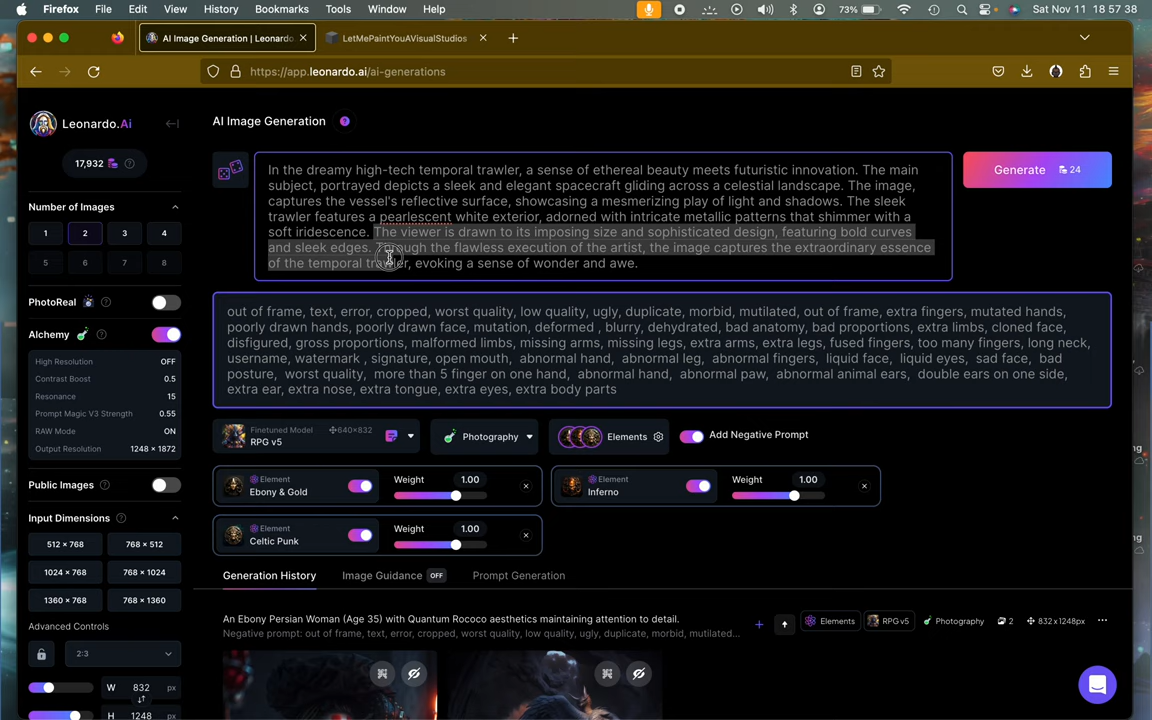 Firefox File Edit View History Bookmarks Tools Window Help 73% Sat Nov 11 18 57 38
AI Image Generation | Leonardo
LetMePaintYouAVisualStudios
https://app.leonardo.ai/ai-generations
Leonardo.Ai
17,932
Number of Images
1 2 3 4
5 6 7 8
PhotoReal
Alchemy
High Resolution OFF
Contrast Boost 0.5
Resonance 15
Prompt Magic V3 Strength 0.55
RAW Mode ON
Output Resolution 1248 × 1872
Public Images
Input Dimensions
512 × 768 768 × 512
1024 × 768 768 × 1024
1360 × 768 768 × 1360
Advanced Controls
2:3
W 832 px
H 1248 px
AI Image Generation
In the dreamy high-tech temporal trawler, a sense of ethereal beauty meets futuristic innovation. The main
subject, portrayed depicts a sleek and elegant spacecraft gliding across a celestial landscape. The image,
captures the vessel's reflective surface, showcasing a mesmerizing play of light and shadows. The sleek
trawler features a pearlescent white exterior, adorned with intricate metallic patterns that shimmer with a
soft iridescence. The viewer is drawn to its imposing size and sophisticated design, featuring bold curves
and sleek edges. Through the flawless execution of the artist, the image captures the extraordinary essence
of the temporal trawler, evoking a sense of wonder and awe.
Generate 24
out of frame, text, error, cropped, worst quality, low quality, ugly, duplicate, morbid, mutilated, out of frame, extra fingers, mutated hands,
poorly drawn hands, poorly drawn face, mutation, deformed , blurry, dehydrated, bad anatomy, bad proportions, extra limbs, cloned face,
disfigured, gross proportions, malformed limbs, missing arms, missing legs, extra arms, extra legs, fused fingers, too many fingers, long neck,
username, watermark , signature, open mouth, abnormal hand, abnormal leg, abnormal fingers, liquid face, liquid eyes, sad face, bad
posture, worst quality, more than 5 finger on one hand, abnormal hand, abnormal paw, abnormal animal ears, double ears on one side,
extra ear, extra nose, extra tongue, extra eyes, extra body parts
Finetuned Model 640×832
RPG v5
Photography
Elements
Add Negative Prompt
Element
Ebony & Gold
Weight 1.00
Element
Inferno
Weight 1.00
Element
Celtic Punk
Weight 1.00
Generation History Image Guidance OFF Prompt Generation
An Ebony Persian Woman (Age 35) with Quantum Rococo aesthetics maintaining attention to detail.
Negative prompt: out of frame, text, error, cropped, worst quality, low quality, ugly, duplicate, morbid, mutilated...
Elements RPG v5 Photography 2 832x1248px
ng
ng